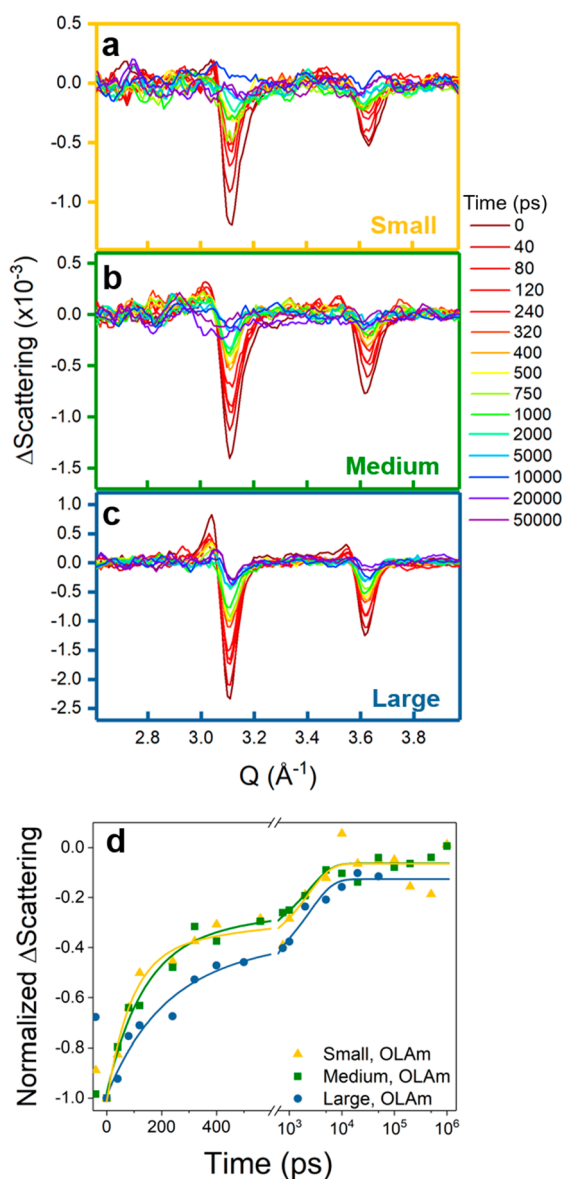 a
0.5
0.0
-0.5
-1.0
Small
b
0.5
0.0
-0.5
-1.0
-1.5
Medium
c
1.0
0.5
0.0
-0.5
-1.0
-1.5
-2.0
-2.5
Large
ΔScattering (x10⁻³)
2.8 3.0 3.2 3.4 3.6 3.8
Q (Å⁻¹)
Time (ps)
0
40
80
120
240
320
400
500
750
1000
2000
5000
10000
20000
50000
d
0.0
-0.2
-0.4
-0.6
-0.8
-1.0
Normalized ΔScattering
Small, OLAm
Medium, OLAm
Large, OLAm
0 200 400 10³ 10⁴ 10⁵ 10⁶
Time (ps)